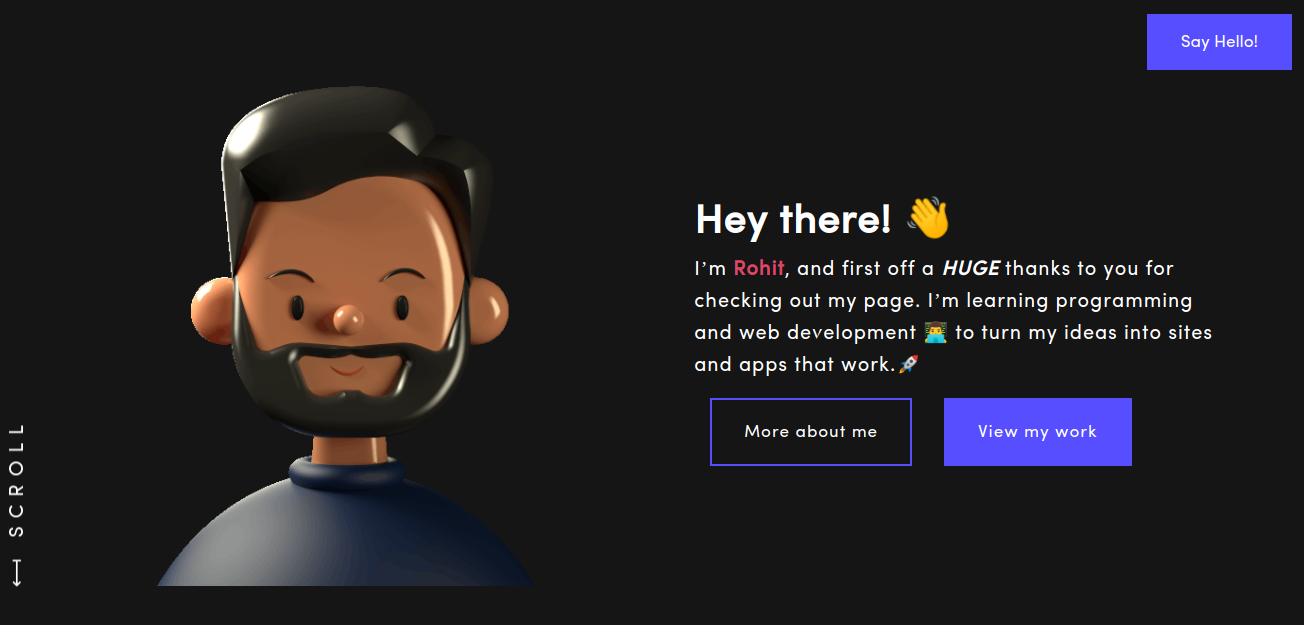 Say Hello!
Hey there! 👋
I’m Rohit, and first off a HUGE thanks to you for
checking out my page. I’m learning programming
and web development 👨‍💻 to turn my ideas into sites
and apps that work.🚀
More about me
View my work
SCROLL